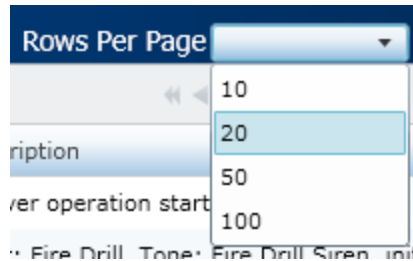 Rows Per Page
10
20
ription
50
ver operation start
100
: Fire Drill, Tone: Fire Drill Siren,